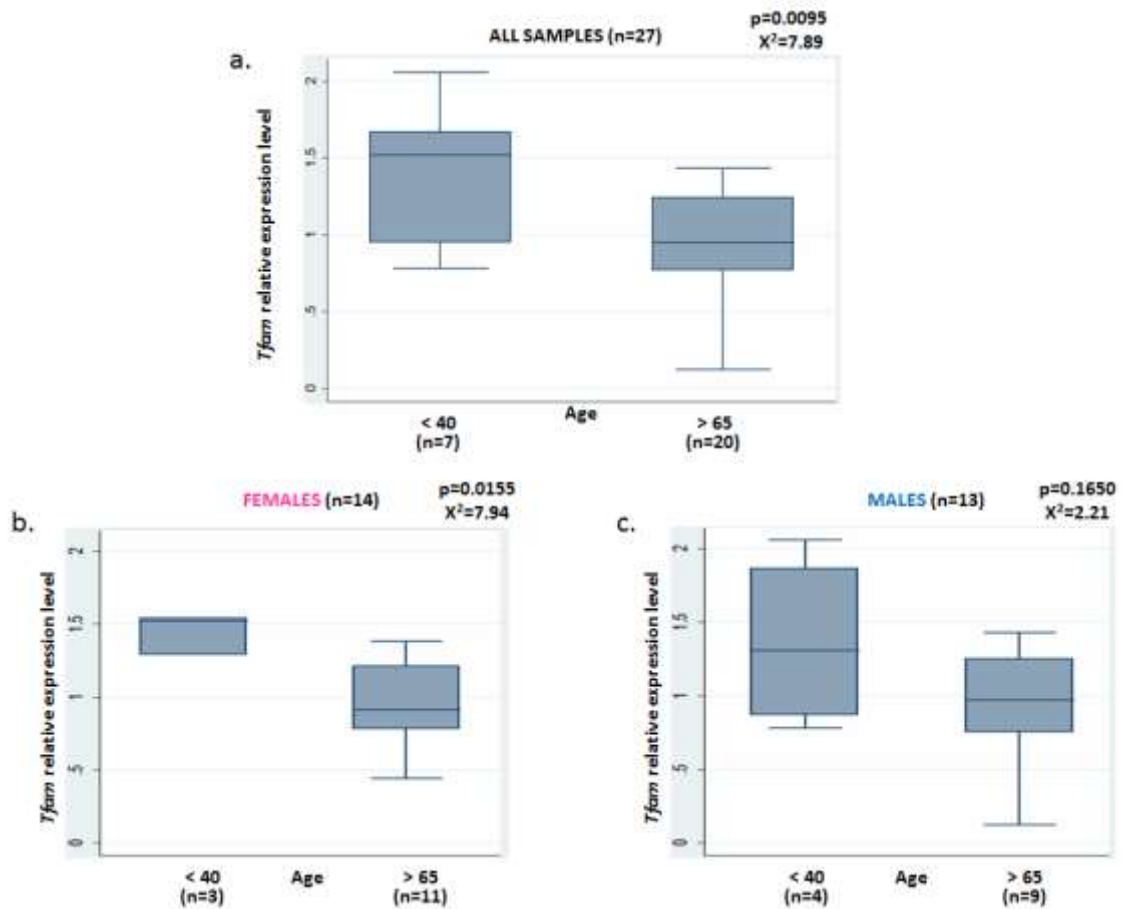 a.
ALL SAMPLES (n=27)
p=0.0095
X²=7.89
Tfam relative expression level
2
1.5
1
.5
0
< 40
(n=7)
Age
> 65
(n=20)
b.
FEMALES (n=14)
p=0.0155
X²=7.94
Tfam relative expression level
2
1.5
1
.5
0
< 40
(n=3)
Age
> 65
(n=11)
c.
MALES (n=13)
p=0.1650
X²=2.21
Tfam relative expression level
2
1.5
1
.5
0
< 40
(n=4)
Age
> 65
(n=9)